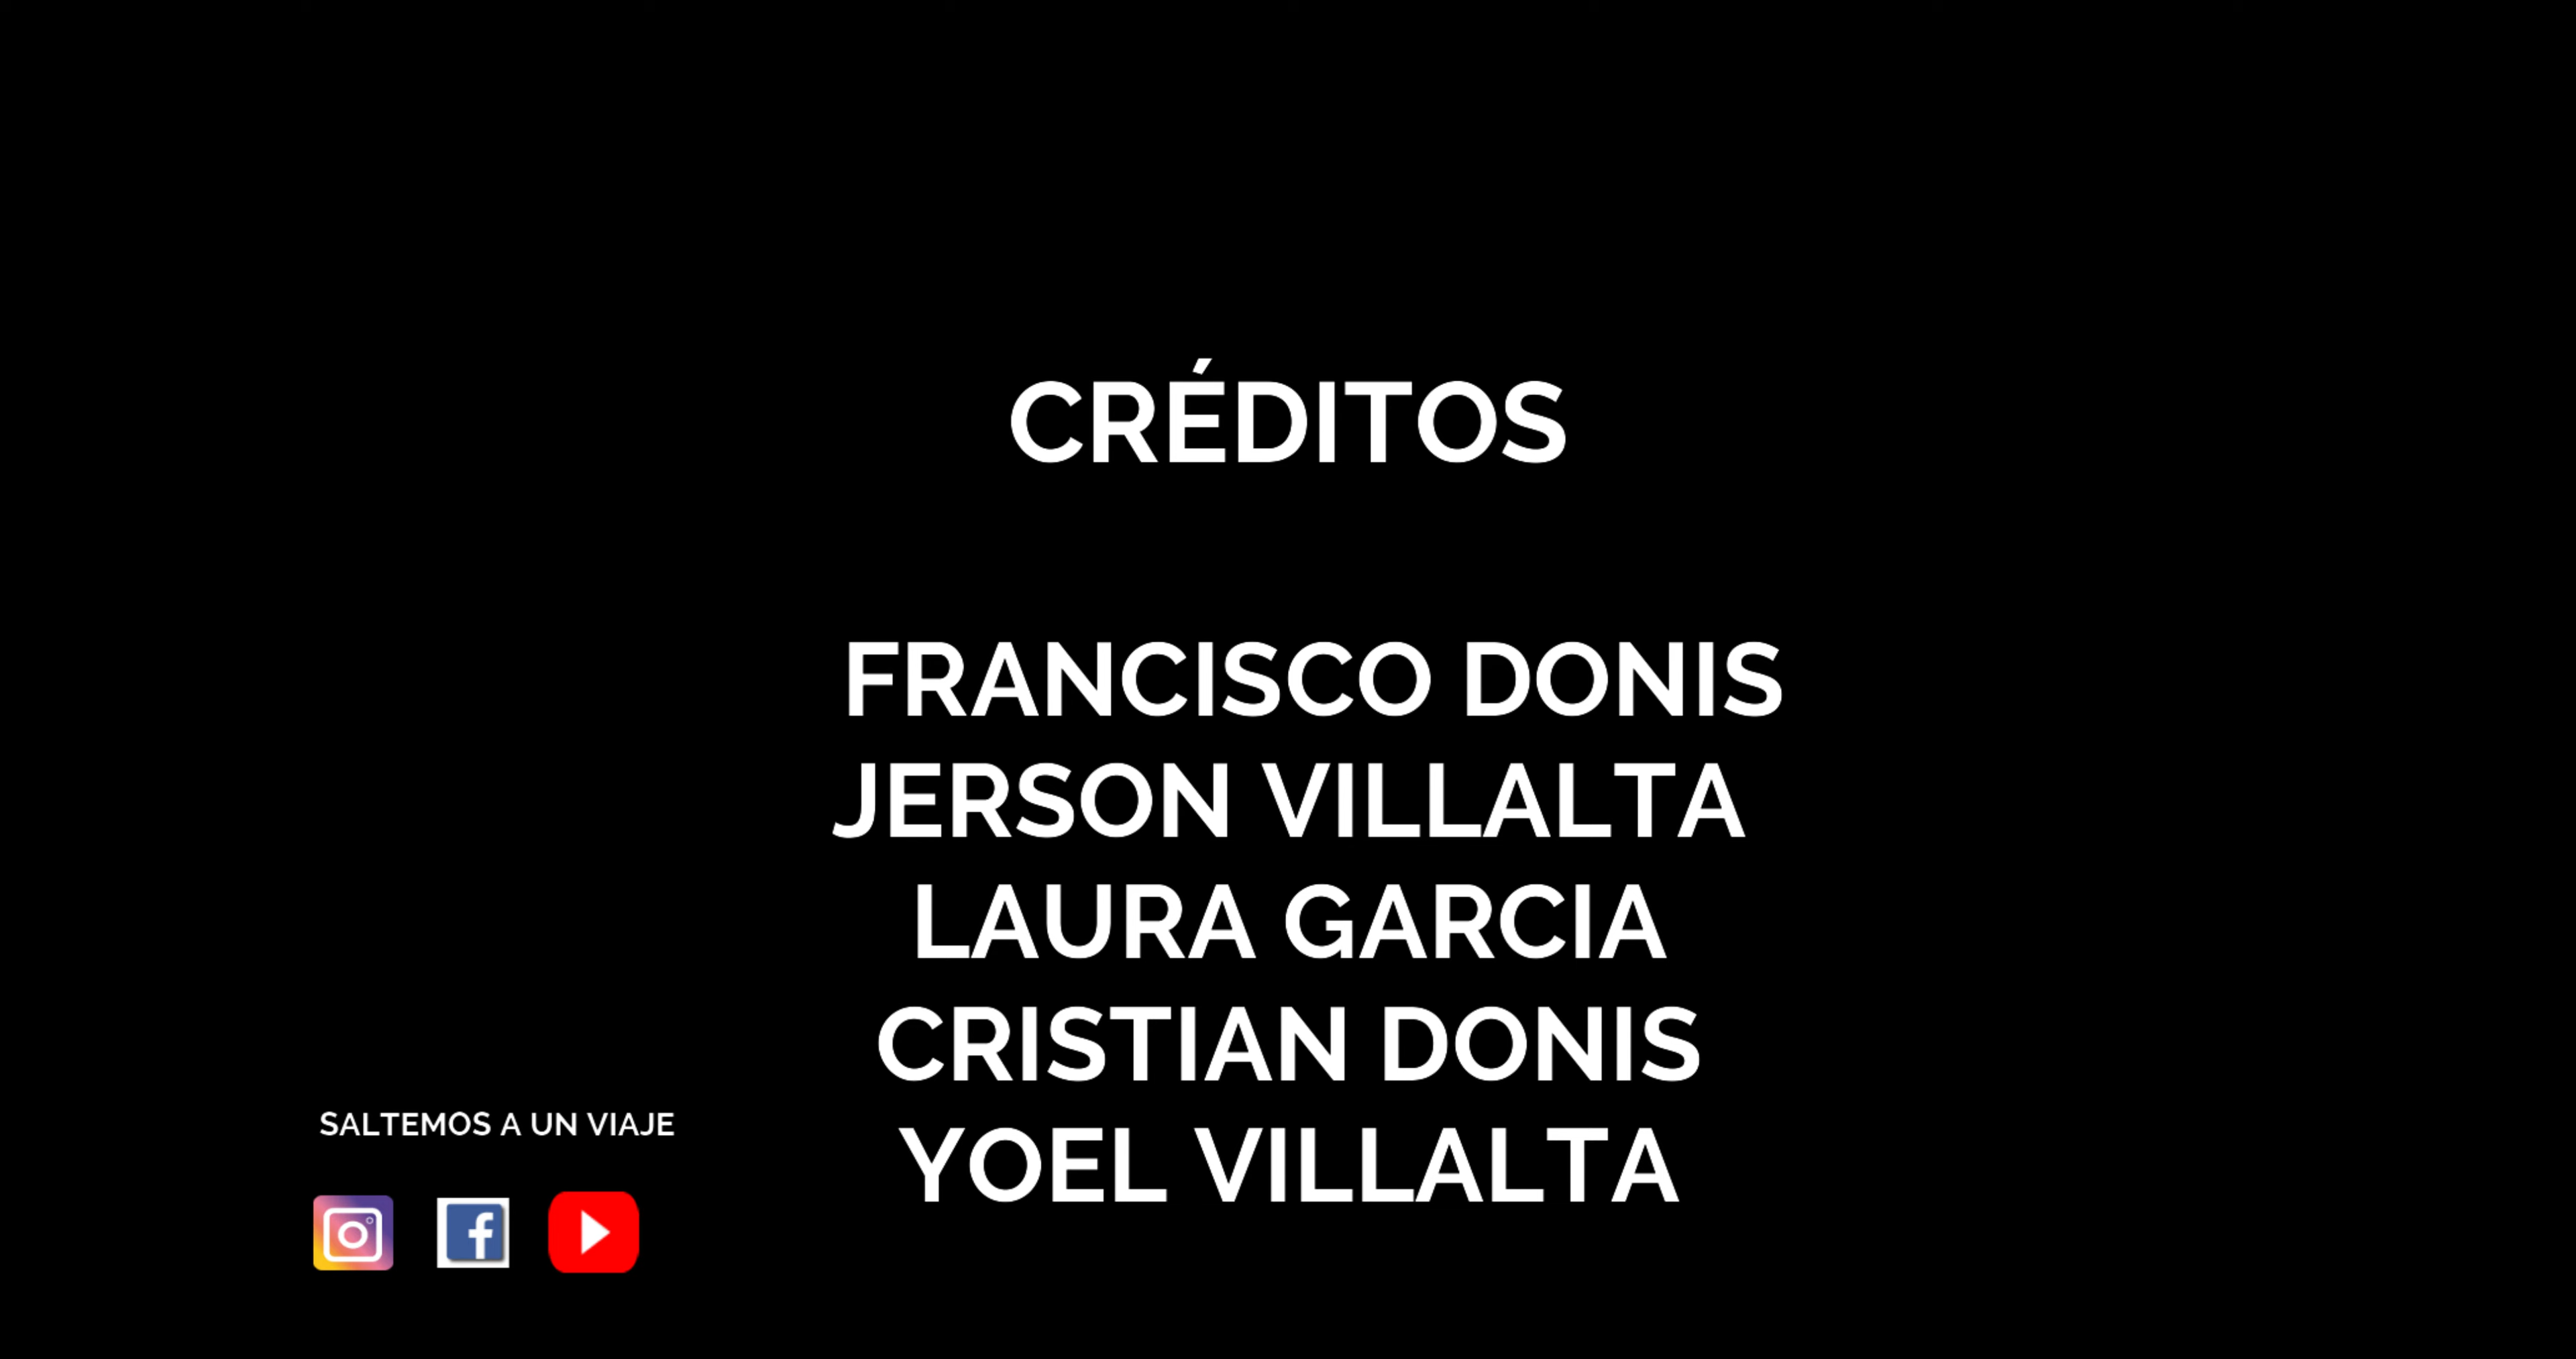 CRÉDITOS
FRANCISCO DONIS
JERSON VILLALTA
LAURA GARCIA
CRISTIAN DONIS
YOEL VILLALTA
SALTEMOS A UN VIAJE